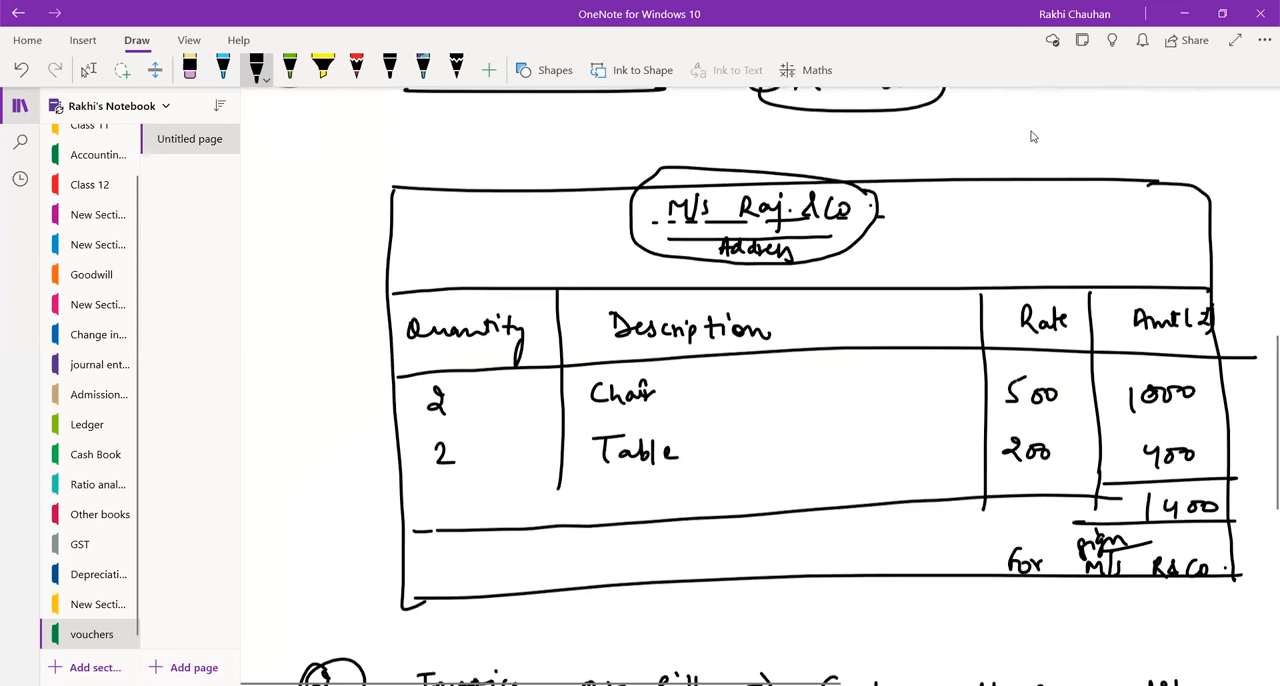 OneNote for Windows 10
Rakhi Chauhan
Home Insert Draw View Help
Share
Shapes Ink to Shape Ink to Text Maths
Rakhi's Notebook
Untitled page
Class 11
Accountin...
Class 12
New Secti...
New Secti...
Goodwill
New Secti...
Change in...
journal ent...
Admission...
Ledger
Cash Book
Ratio anal...
Other books
GST
Depreciati...
New Secti...
vouchers
Add sect...
Add page
M/s Raj. & Co
Address
Quantity Description Rate Amt (₹)
2 Chair 500 1000
2 Table 200 400
1400
sign
For M/s R&Co.